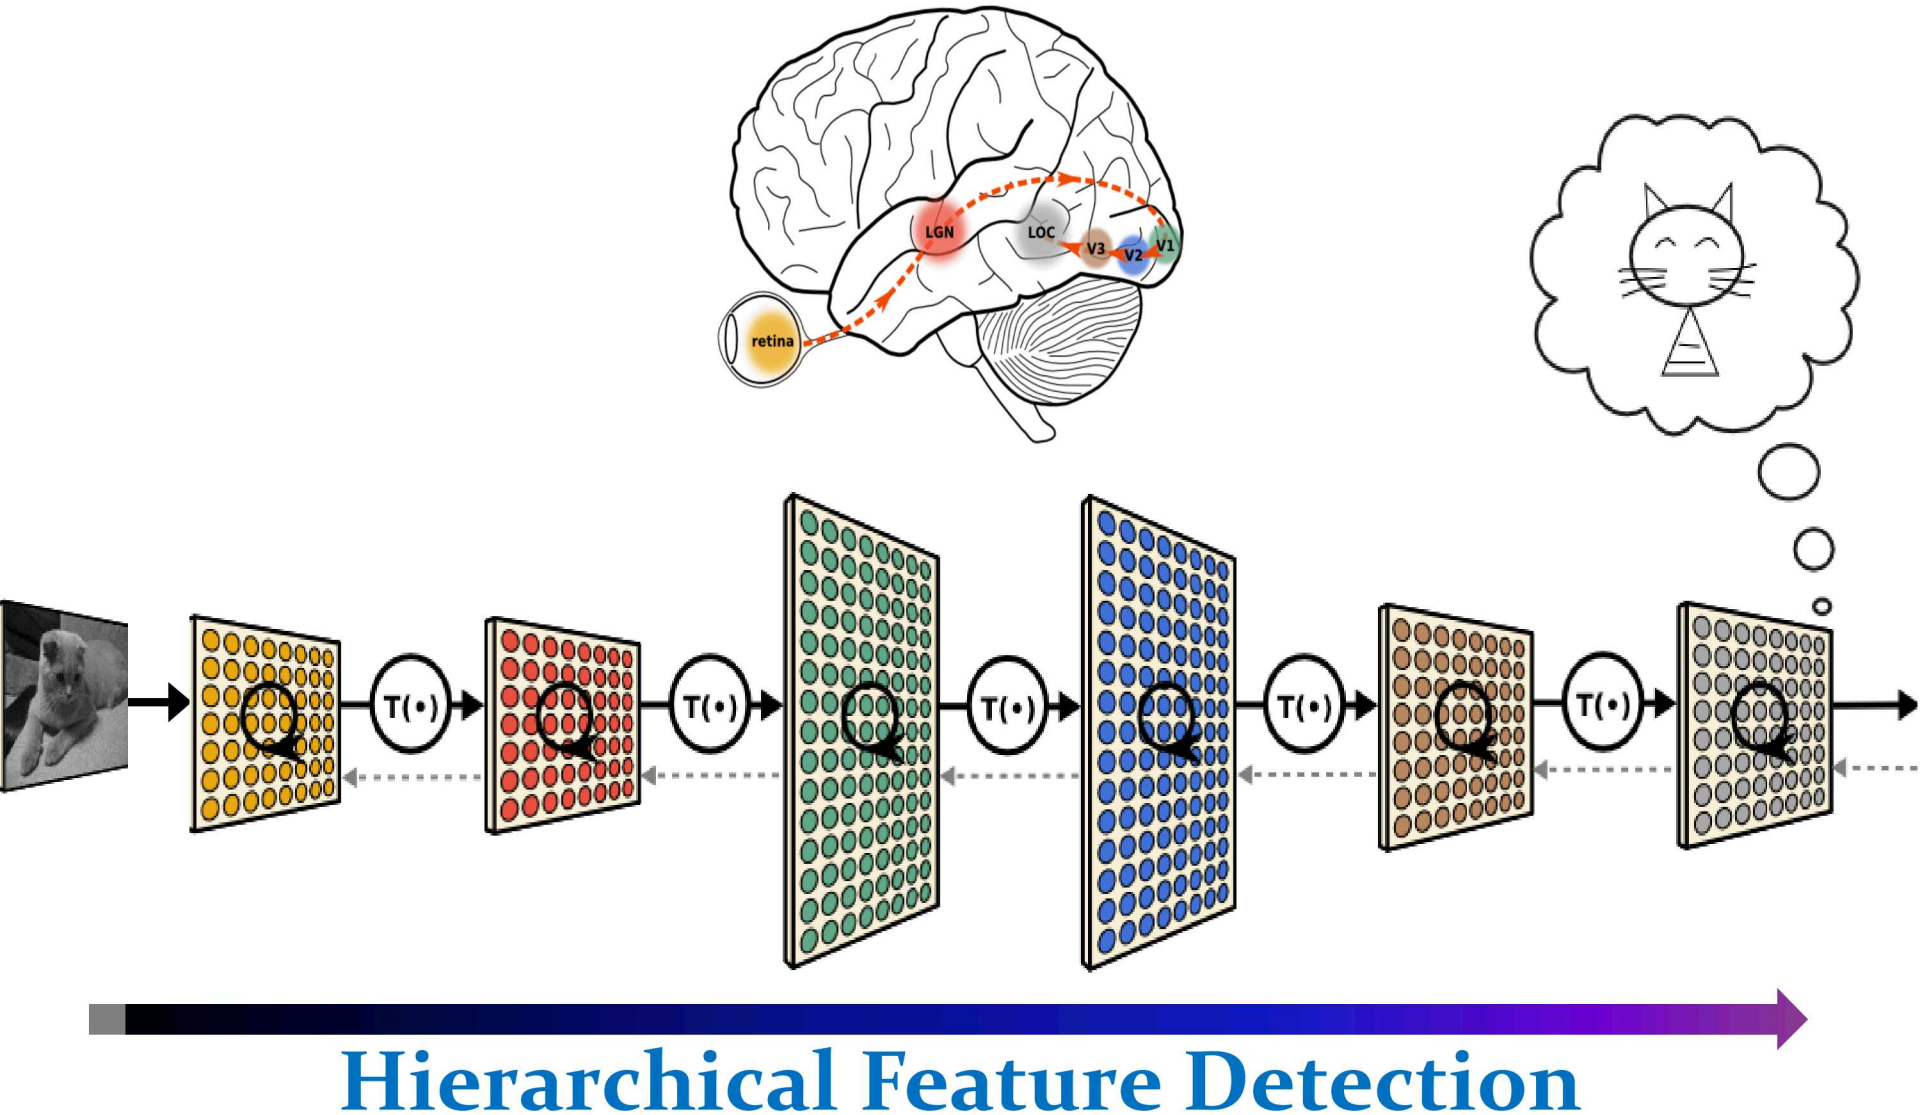 LGN
LOC
V3
V2
V1
retina
T(•)
T(•)
T(•)
T(•)
T(•)
Hierarchical Feature Detection